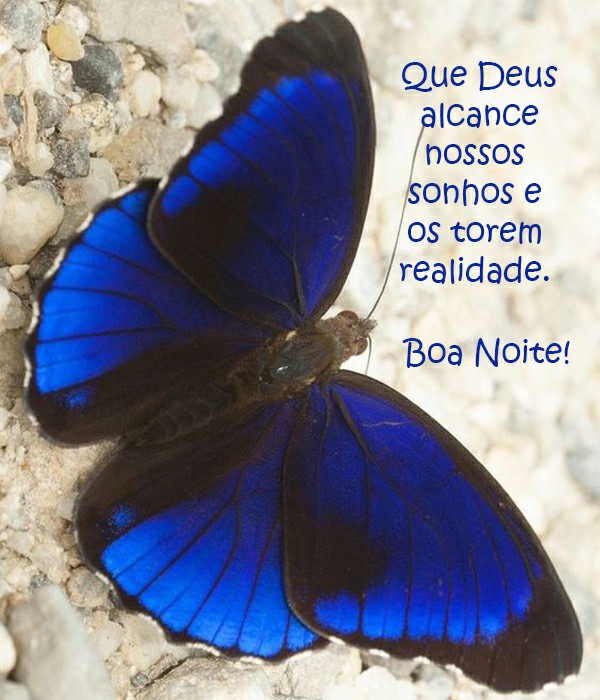 Que Deus
alcance
nossos
sonhos e
os torem
realidade.
Boa Noite!